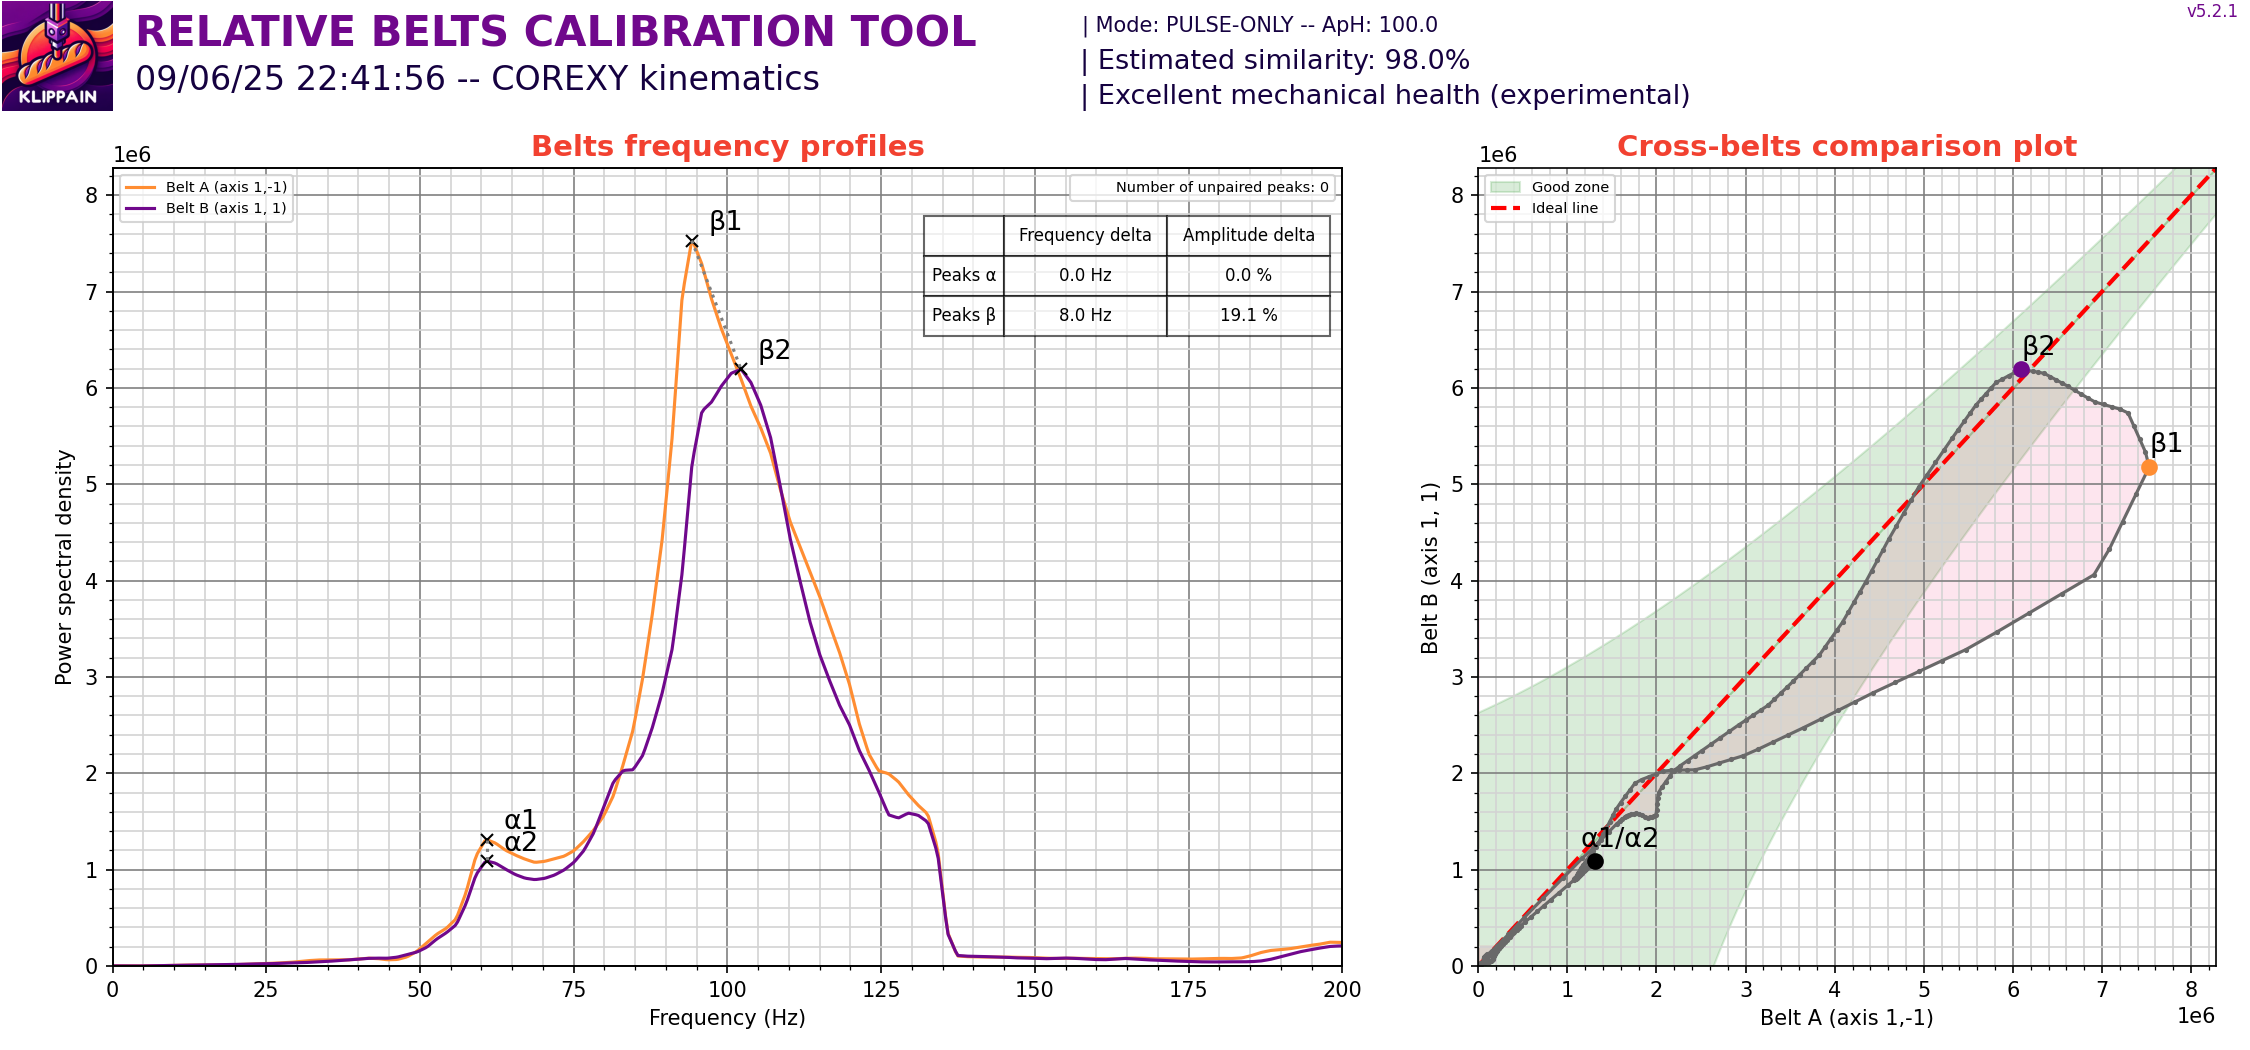 KLIPPAIN
RELATIVE BELTS CALIBRATION TOOL
09/06/25 22:41:56 -- COREXY kinematics
| Mode: PULSE-ONLY -- ApH: 100.0
| Estimated similarity: 98.0%
| Excellent mechanical health (experimental)
v5.2.1
Belts frequency profiles
1e6
Belt A (axis 1,-1)
Belt B (axis 1, 1)
Number of unpaired peaks: 0
Frequency delta Amplitude delta
Peaks α 0.0 Hz 0.0 %
Peaks β 8.0 Hz 19.1 %
β1
β2
α1
α2
Power spectral density
8
7
6
5
4
3
2
1
0
0 25 50 75 100 125 150 175 200
Frequency (Hz)
Cross-belts comparison plot
1e6
Good zone
Ideal line
β2
β1
α1/α2
Belt B (axis 1, 1)
8
7
6
5
4
3
2
1
0
0 1 2 3 4 5 6 7 8
Belt A (axis 1,-1)
1e6